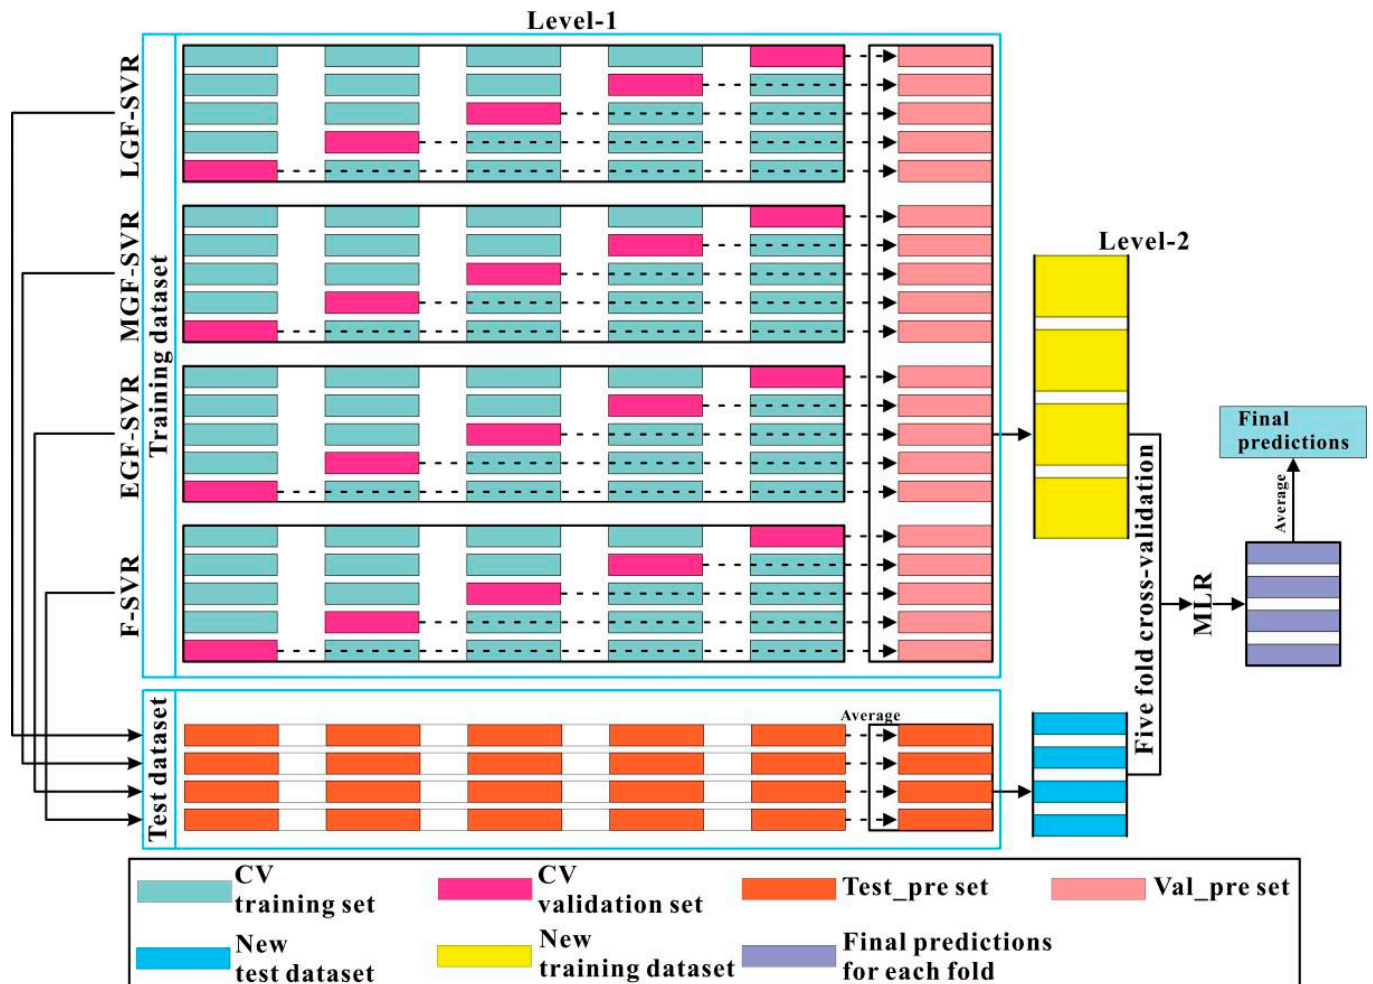 Level-1
LGF-SVR
MGF-SVR
EGF-SVR
F-SVR
Training dataset
Level-2
Final
predictions
Average
Five fold cross-validation
MLR
Test dataset
Average
CV
training set
CV
validation set
Test_pre set
Val_pre set
New
test dataset
New
training dataset
Final predictions
for each fold